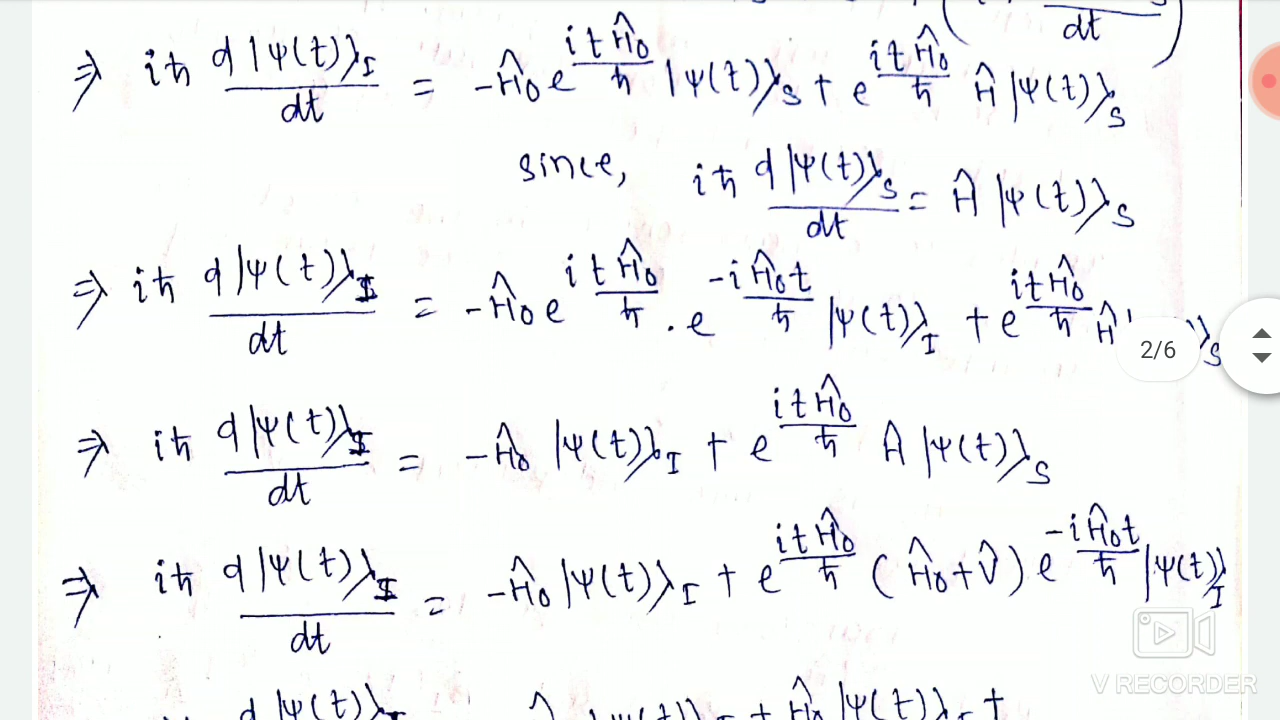 dt )
⇒ iħ d|Ψ(t)⟩_I / dt = -Ĥ₀ e^{itĤ₀/ħ} |Ψ(t)⟩_S + e^{itĤ₀/ħ} Ĥ |Ψ(t)⟩_S
since, iħ d|Ψ(t)⟩_S / dt = Ĥ |Ψ(t)⟩_S
⇒ iħ d|Ψ(t)⟩_I / dt = -Ĥ₀ e^{itĤ₀/ħ} . e^{-iĤ₀t/ħ} |Ψ(t)⟩_I + e^{itĤ₀/ħ} Ĥ ⟩_S
2/6
⇒ iħ d|Ψ(t)⟩_I / dt = -Ĥ₀ |Ψ(t)⟩_I + e^{itĤ₀/ħ} Ĥ |Ψ(t)⟩_S
⇒ iħ d|Ψ(t)⟩_I / dt = -Ĥ₀ |Ψ(t)⟩_I + e^{itĤ₀/ħ} (Ĥ₀+V̂) e^{-iĤ₀t/ħ} |Ψ(t)⟩_I
V RECORDER